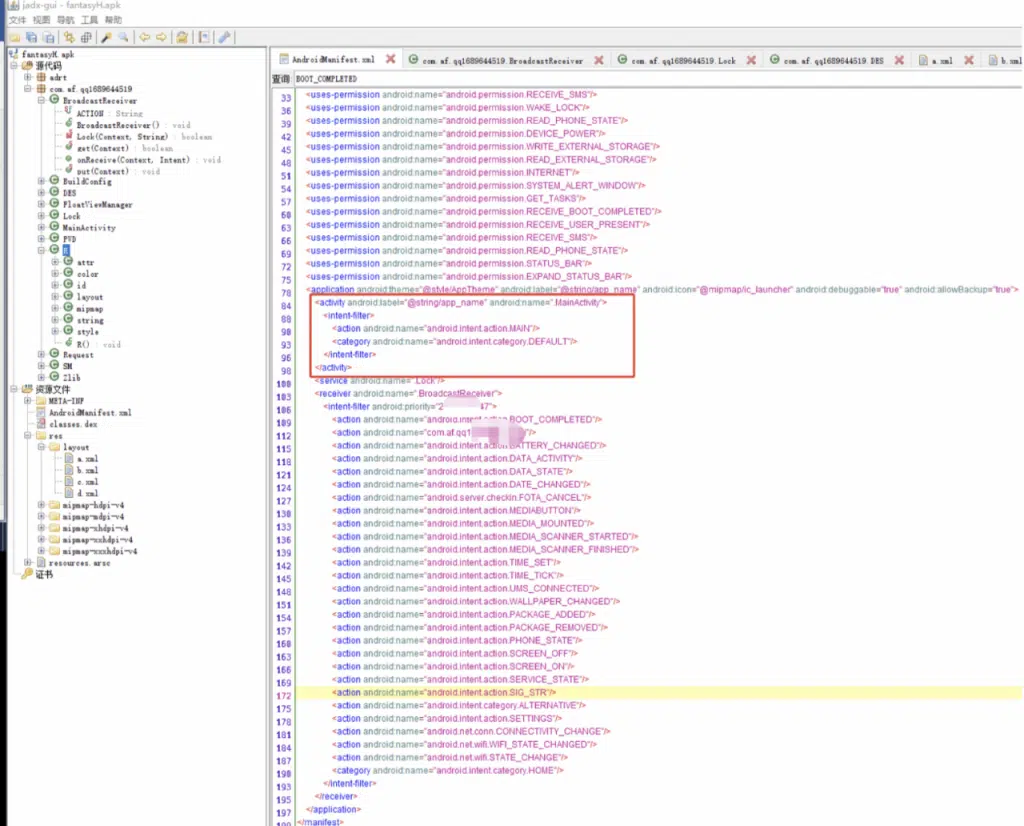 jadx-gui - fantasyH.apk
文件 视图 导航 工具 帮助
fantasyH.apk
源代码
adrt
com.af.qq1689644519
BroadcastReceiver
ACTION : String
BroadcastReceiver() : void
Lock(Context, String) : boolean
get(Context) : boolean
onReceive(Context, Intent) : void
put(Context) : void
BuildConfig
DES
FloatViewManager
Lock
MainActivity
PVD
R
attr
color
id
layout
mipmap
string
style
R() : void
Request
SM
Zlib
资源文件
META-INF
AndroidManifest.xml
classes.dex
res
layout
a.xml
b.xml
c.xml
d.xml
mipmap-hdpi-v4
mipmap-mdpi-v4
mipmap-xhdpi-v4
mipmap-xxhdpi-v4
mipmap-xxxhdpi-v4
resources.arsc
证书
AndroidManifest.xml com.af.qq1689644519.BroadcastReceiver com.af.qq1689644519.Lock com.af.qq1689644519.DES a.xml b.xml
查询: BOOT_COMPLETED
33 <uses-permission android:name="android.permission.RECEIVE_SMS"/>
36 <uses-permission android:name="android.permission.WAKE_LOCK"/>
39 <uses-permission android:name="android.permission.READ_PHONE_STATE"/>
42 <uses-permission android:name="android.permission.DEVICE_POWER"/>
45 <uses-permission android:name="android.permission.WRITE_EXTERNAL_STORAGE"/>
48 <uses-permission android:name="android.permission.READ_EXTERNAL_STORAGE"/>
51 <uses-permission android:name="android.permission.INTERNET"/>
54 <uses-permission android:name="android.permission.SYSTEM_ALERT_WINDOW"/>
57 <uses-permission android:name="android.permission.GET_TASKS"/>
60 <uses-permission android:name="android.permission.RECEIVE_BOOT_COMPLETED"/>
63 <uses-permission android:name="android.permission.RECEIVE_USER_PRESENT"/>
66 <uses-permission android:name="android.permission.RECEIVE_SMS"/>
69 <uses-permission android:name="android.permission.READ_PHONE_STATE"/>
72 <uses-permission android:name="android.permission.STATUS_BAR"/>
75 <uses-permission android:name="android.permission.EXPAND_STATUS_BAR"/>
78 <application android:theme="@style/AppTheme" android:label="@string/app_name" android:icon="@mipmap/ic_launcher" android:debuggable="true" android:allowBackup="true">
84 <activity android:label="@string/app_name" android:name=".MainActivity">
88 <intent-filter>
90 <action android:name="android.intent.action.MAIN"/>
93 <category android:name="android.intent.category.DEFAULT"/>
96 </intent-filter>
98 </activity>
100 <service android:name=".Lock"/>
103 <receiver android:name=".BroadcastReceiver">
106 <intent-filter android:priority="2 47">
109 <action android:name="android.intent.action.BOOT_COMPLETED"/>
112 <action android:name="com.af.qq1 "/>
115 <action android:name="android.intent.action.BATTERY_CHANGED"/>
118 <action android:name="android.intent.action.DATA_ACTIVITY"/>
121 <action android:name="android.intent.action.DATA_STATE"/>
124 <action android:name="android.intent.action.DATE_CHANGED"/>
127 <action android:name="android.server.checkin.FOTA_CANCEL"/>
130 <action android:name="android.intent.action.MEDIABUTTON"/>
133 <action android:name="android.intent.action.MEDIA_MOUNTED"/>
136 <action android:name="android.intent.action.MEDIA_SCANNER_STARTED"/>
139 <action android:name="android.intent.action.MEDIA_SCANNER_FINISHED"/>
142 <action android:name="android.intent.action.TIME_SET"/>
145 <action android:name="android.intent.action.TIME_TICK"/>
148 <action android:name="android.intent.action.UMS_CONNECTED"/>
151 <action android:name="android.intent.action.WALLPAPER_CHANGED"/>
154 <action android:name="android.intent.action.PACKAGE_ADDED"/>
157 <action android:name="android.intent.action.PACKAGE_REMOVED"/>
160 <action android:name="android.intent.action.PHONE_STATE"/>
163 <action android:name="android.intent.action.SCREEN_OFF"/>
166 <action android:name="android.intent.action.SCREEN_ON"/>
169 <action android:name="android.intent.action.SERVICE_STATE"/>
172 <action android:name="android.intent.action.SIG_STR"/>
175 <action android:name="android.intent.category.ALTERNATIVE"/>
178 <action android:name="android.intent.action.SETTINGS"/>
181 <action android:name="android.net.conn.CONNECTIVITY_CHANGE"/>
184 <action android:name="android.net.wifi.WIFI_STATE_CHANGED"/>
187 <action android:name="android.net.wifi.STATE_CHANGE"/>
190 <category android:name="android.intent.category.HOME"/>
193 </intent-filter>
195 </receiver>
197 </application>
199 </manifest>